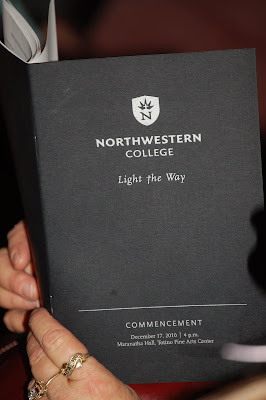 N
NORTHWESTERN
COLLEGE
Light the Way
COMMENCEMENT
December 17, 2010 | 4 p.m.
Maranatha Hall, Totino Fine Arts Center